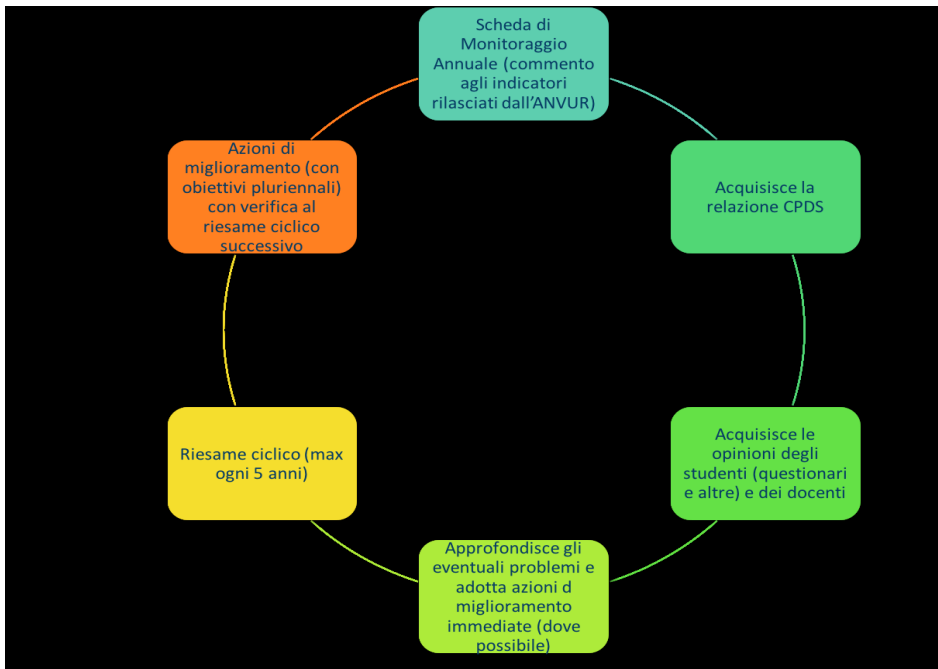 Scheda di
Monitoraggio
Annuale (commento
agli indicatori
rilasciati dall'ANVUR)
Acquisisce la
relazione CPDS
Acquisisce le
opinioni degli
studenti (questionari
e altre) e dei docenti
Approfondisce gli
eventuali problemi e
adotta azioni d
miglioramento
immediate (dove
possibile)
Riesame ciclico (max
ogni 5 anni)
Azioni di
miglioramento (con
obiettivi pluriennali)
con verifica al
riesame ciclico
successivo